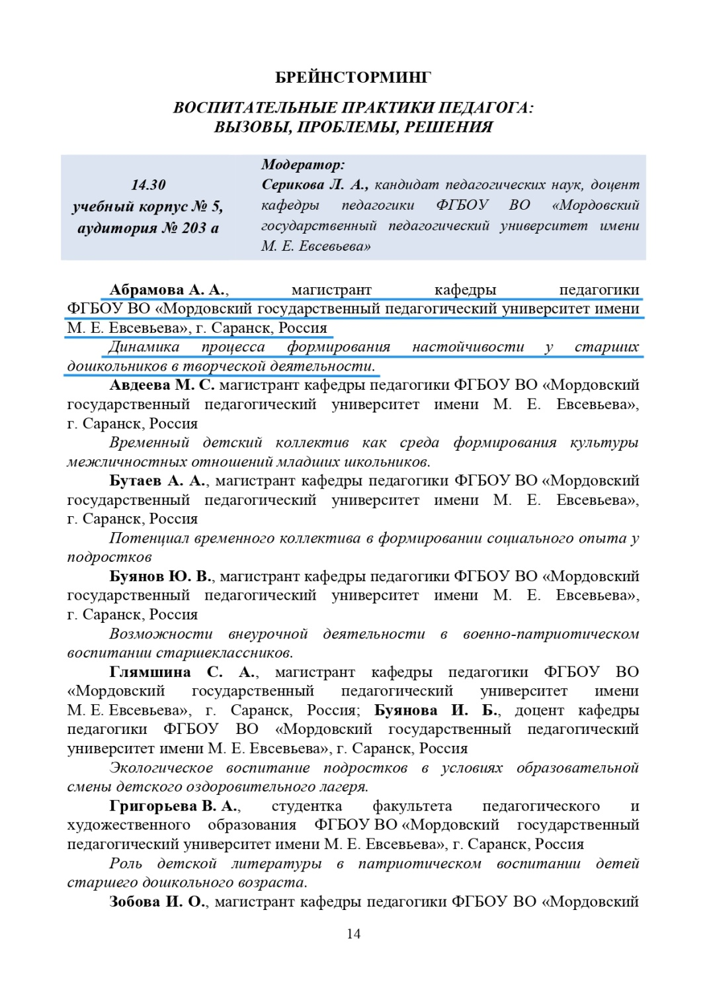 БРЕЙНСТОРМИНГ
ВОСПИТАТЕЛЬНЫЕ ПРАКТИКИ ПЕДАГОГА:
ВЫЗОВЫ, ПРОБЛЕМЫ, РЕШЕНИЯ
14.30
учебный корпус № 5,
аудитория № 203 а
Модератор:
Серикова Л. А., кандидат педагогических наук, доцент
кафедры педагогики ФГБОУ ВО «Мордовский
государственный педагогический университет имени
М. Е. Евсевьева»
Абрамова А. А., магистрант кафедры педагогики
ФГБОУ ВО «Мордовский государственный педагогический университет имени
М. Е. Евсевьева», г. Саранск, Россия
Динамика процесса формирования настойчивости у старших
дошкольников в творческой деятельности.
Авдеева М. С. магистрант кафедры педагогики ФГБОУ ВО «Мордовский
государственный педагогический университет имени М. Е. Евсевьева»,
г. Саранск, Россия
Временный детский коллектив как среда формирования культуры
межличностных отношений младших школьников.
Бутаев А. А., магистрант кафедры педагогики ФГБОУ ВО «Мордовский
государственный педагогический университет имени М. Е. Евсевьева»,
г. Саранск, Россия
Потенциал временного коллектива в формировании социального опыта у
подростков
Буянов Ю. В., магистрант кафедры педагогики ФГБОУ ВО «Мордовский
государственный педагогический университет имени М. Е. Евсевьева»,
г. Саранск, Россия
Возможности внеурочной деятельности в военно-патриотическом
воспитании старшеклассников.
Глямшина С. А., магистрант кафедры педагогики ФГБОУ ВО
«Мордовский государственный педагогический университет имени
М. Е. Евсевьева», г. Саранск, Россия; Буянова И. Б., доцент кафедры
педагогики ФГБОУ ВО «Мордовский государственный педагогический
университет имени М. Е. Евсевьева», г. Саранск, Россия
Экологическое воспитание подростков в условиях образовательной
смены детского оздоровительного лагеря.
Григорьева В. А., студентка факультета педагогического и
художественного образования ФГБОУ ВО «Мордовский государственный
педагогический университет имени М. Е. Евсевьева», г. Саранск, Россия
Роль детской литературы в патриотическом воспитании детей
старшего дошкольного возраста.
Зобова И. О., магистрант кафедры педагогики ФГБОУ ВО «Мордовский
14